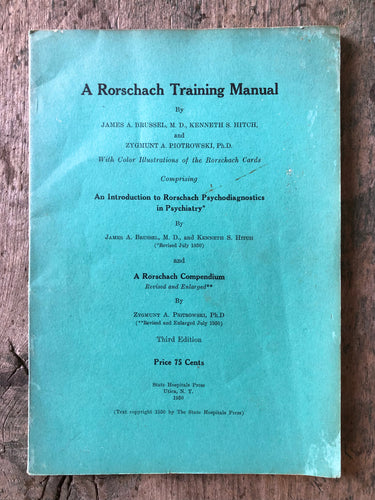 A Rorschach Training Manual
By
JAMES A. BRUSSEL, M. D., KENNETH S. HITCH,
and
ZYGMUNT A. PIOTROWSKI, Ph.D.
With Color Illustrations of the Rorschach Cards
Comprising
An Introduction to Rorschach Psychodiagnostics
in Psychiatry*
By
JAMES A. BRUSSEL, M. D., and KENNETH S. HITCH
(*Revised July 1950)
and
A Rorschach Compendium
Revised and Enlarged**
By
ZYGMUNT A. PIOTROWSKI, Ph.D
(**Revised and Enlarged July 1950)
Third Edition
Price 75 Cents
State Hospitals Press
Utica, N. Y.
1950
(Text copyright 1950 by The State Hospitals Press)